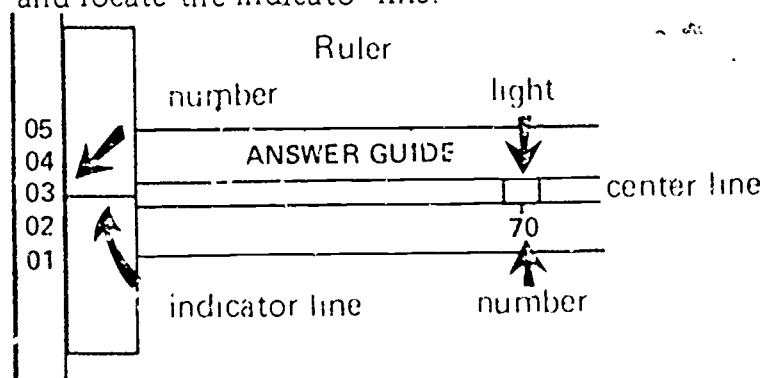 and locate the indicator line.
Ruler
number light
05
04 ANSWER GUIDE
03 center line
02 70
01
indicator line number